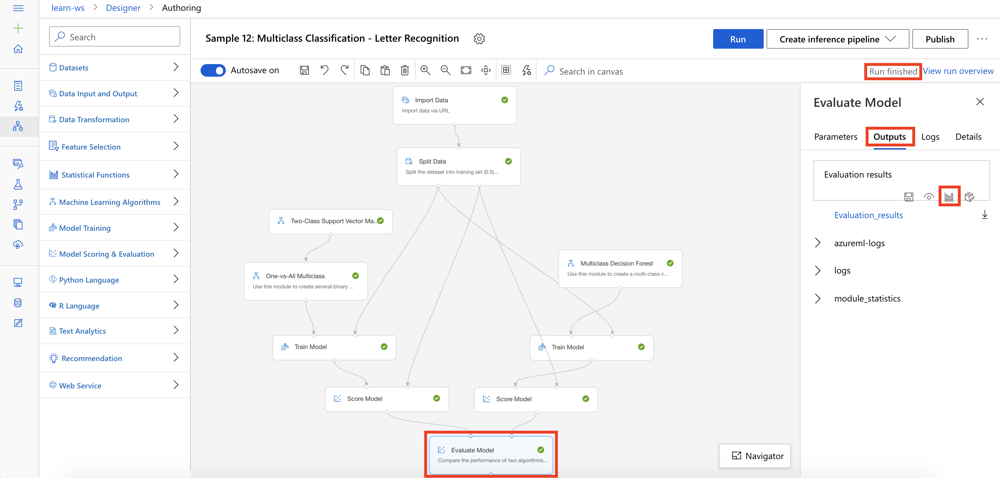 learn-ws > Designer > Authoring
Search
Datasets
Data Input and Output
Data Transformation
Feature Selection
Statistical Functions
Machine Learning Algorithms
Model Training
Model Scoring & Evaluation
Python Language
R Language
Text Analytics
Recommendation
Web Service
Sample 12: Multiclass Classification - Letter Recognition
Run
Create inference pipeline
Publish
Autosave on
Search in canvas
Run finished
View run overview
Import Data
Import data via URL
Split Data
Split the dataset into training set (0.5)...
Two-Class Support Vector Ma...
One-vs-All Multiclass
Use this module to create several binary ...
Multiclass Decision Forest
Use this module to create a multi-class c...
Train Model
Train Model
Score Model
Score Model
Evaluate Model
Compare the performance of two algorithms...
Navigator
Evaluate Model
Parameters
Outputs
Logs
Details
Evaluation results
Evaluation_results
azureml-logs
logs
module_statistics